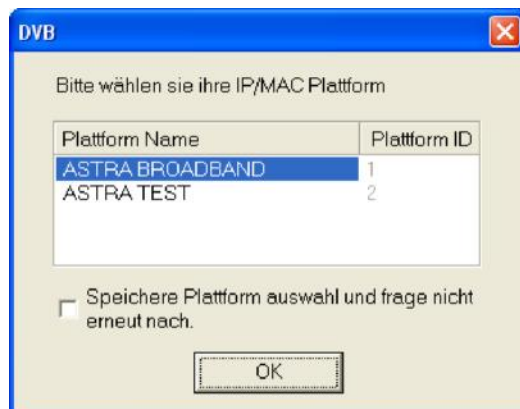 DVB
Bitte wählen sie ihre IP/MAC Plattform
Plattform Name Plattform ID
ASTRA BROADBAND 1
ASTRA TEST 2
Speichere Plattform auswahl und frage nicht
erneut nach.
OK